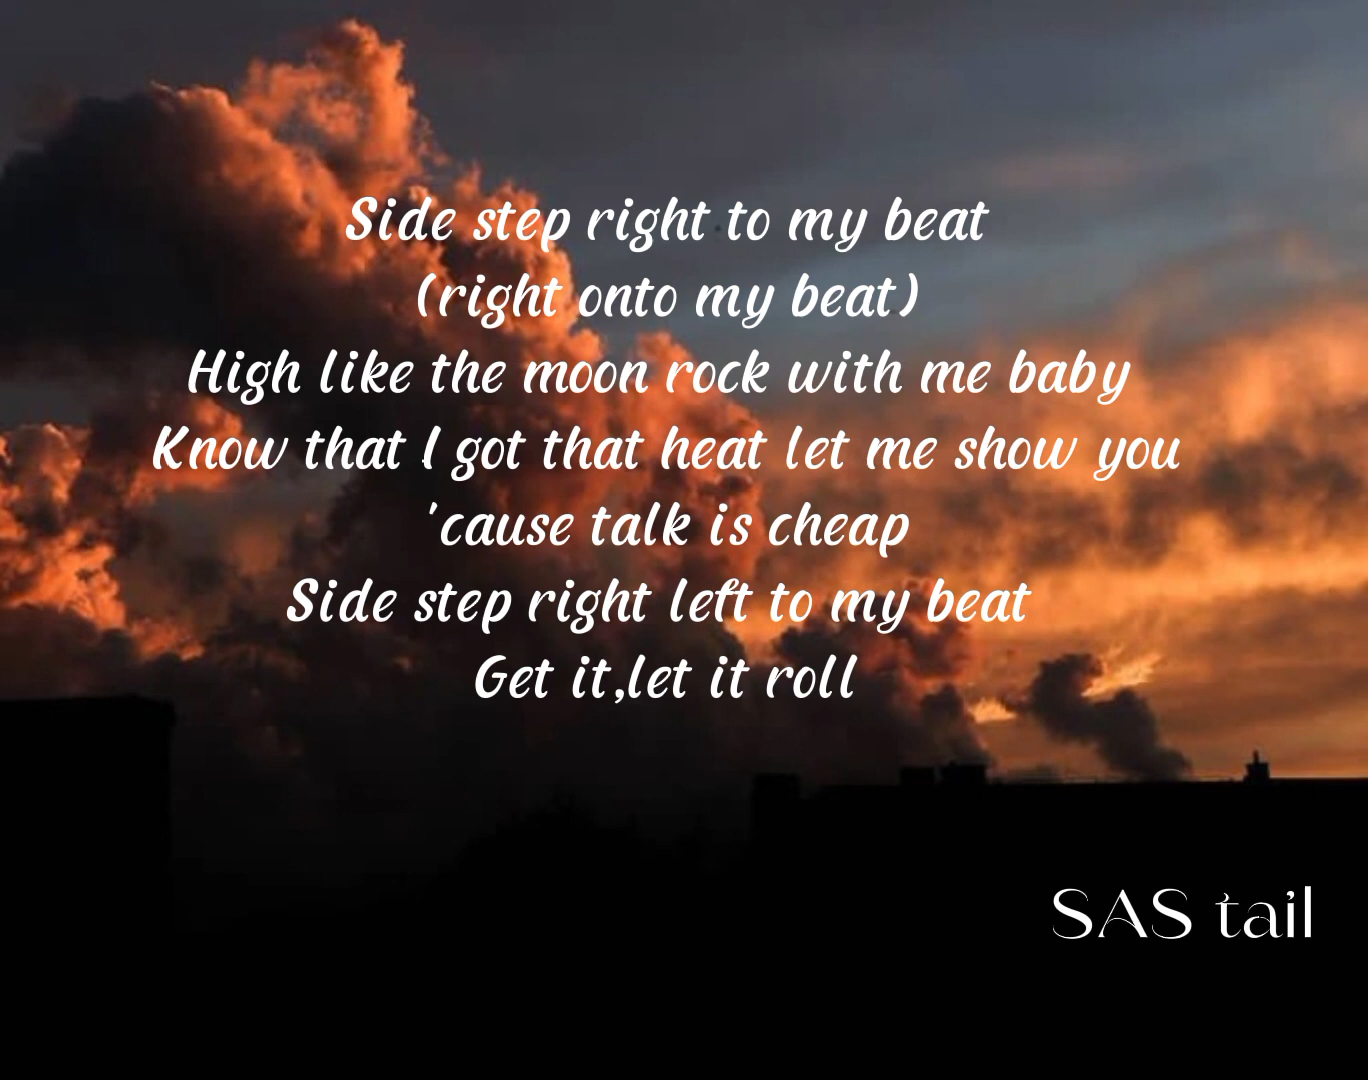 Side step right to my beat
(right onto my beat)
High like the moon rock with me baby
Know that I got that heat let me show you
'cause talk is cheap
Side step right left to my beat
Get it,let it roll
SAS tail